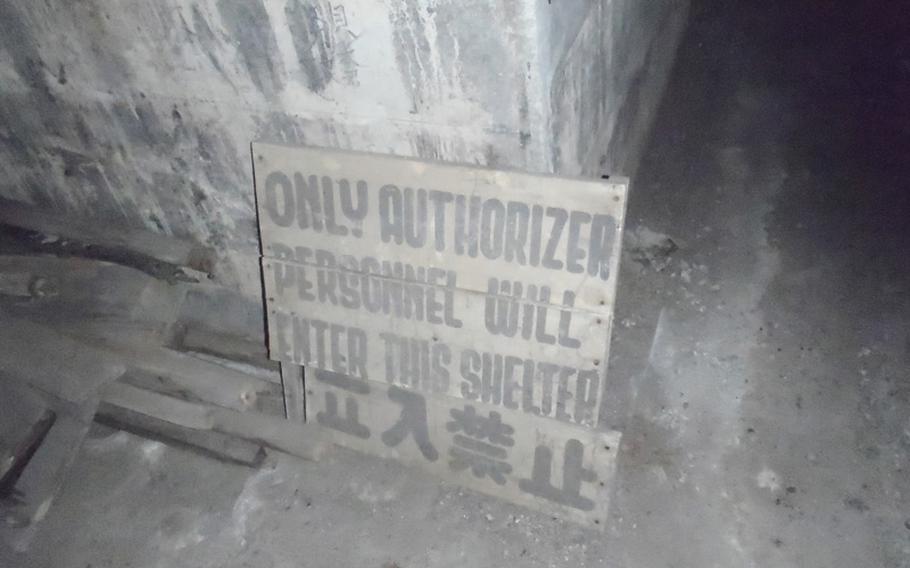 ONLY AUTHORIZER
PERSONNEL WILL
ENTER THIS SHELTER
立入禁止